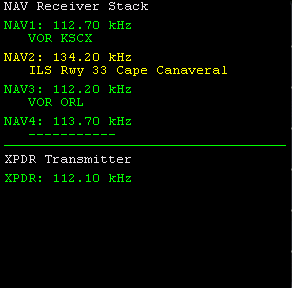 NAV Receiver Stack
NAV1: 112.70 kHz
VOR KSCX
NAV2: 134.20 kHz
ILS Rwy 33 Cape Canaveral
NAV3: 112.20 kHz
VOR ORL
NAV4: 113.70 kHz
-----------
XPDR Transmitter
XPDR: 112.10 kHz